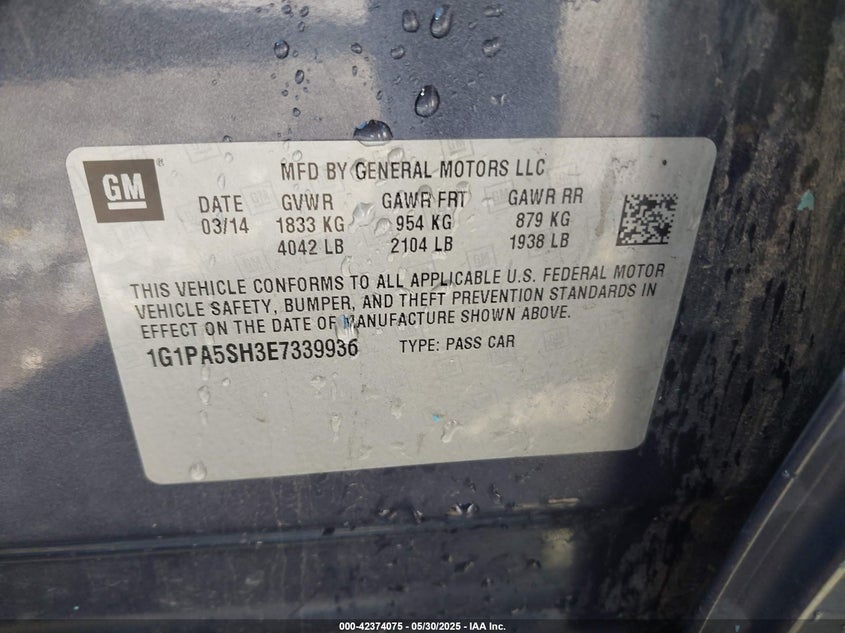 GM
®
MFD BY GENERAL MOTORS LLC
DATE GVWR GAWR FRT GAWR RR
03/14 1833 KG 954 KG 879 KG
4042 LB 2104 LB 1938 LB
THIS VEHICLE CONFORMS TO ALL APPLICABLE U.S. FEDERAL MOTOR
VEHICLE SAFETY, BUMPER, AND THEFT PREVENTION STANDARDS IN
EFFECT ON THE DATE OF MANUFACTURE SHOWN ABOVE.
1G1PA5SH3E7339936 TYPE: PASS CAR
000-42374075 — 05/30/2025 — IAA Inc.